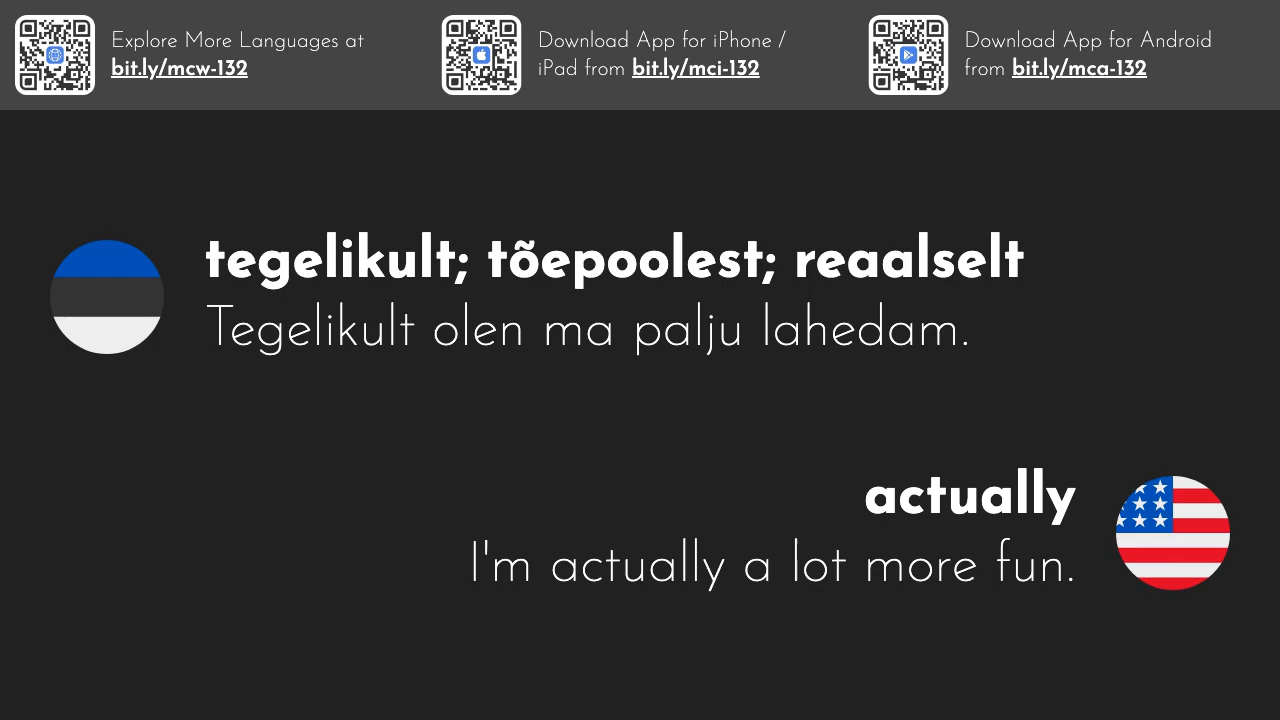 Explore More Languages at
bit.ly/mcw-132
Download App for iPhone /
iPad from bit.ly/mci-132
Download App for Android
from bit.ly/mca-132
tegelikult; tõepoolest; reaalselt
Tegelikult olen ma palju lahedam.
actually
I'm actually a lot more fun.